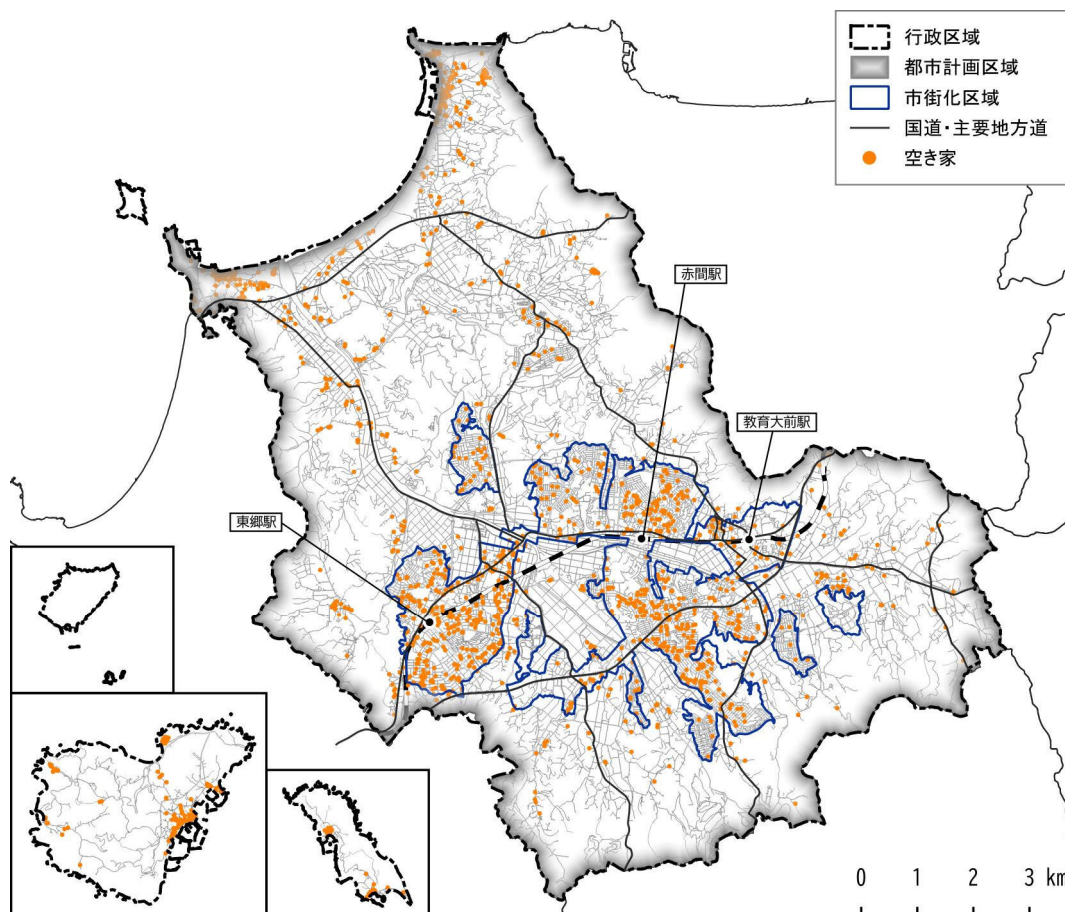 行政区域
都市計画区域
市街化区域
国道・主要地方道
空き家
赤間駅
教育大前駅
東郷駅
0 1 2 3 km